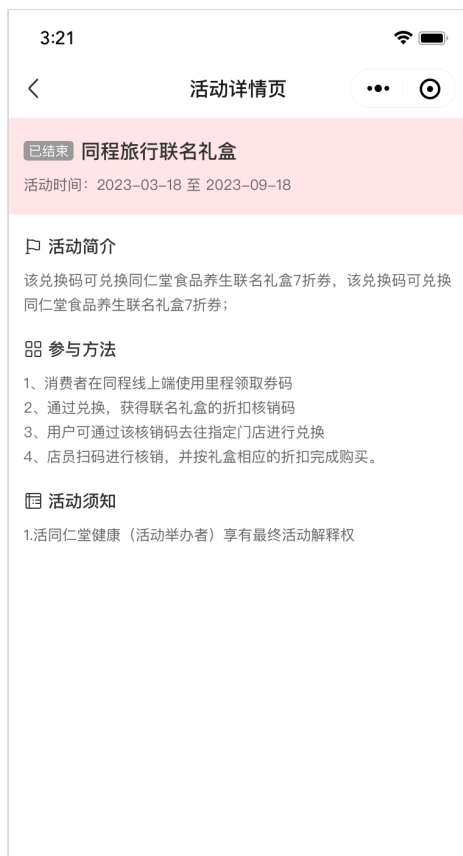 3:21
活动详情页
已结束 同程旅行联名礼盒
活动时间：2023-03-18 至 2023-09-18
活动简介
该兑换码可兑换同仁堂食品养生联名礼盒7折券，该兑换码可兑换
同仁堂食品养生联名礼盒7折券；
参与方法
1、消费者在同程线上端使用里程领取券码
2、通过兑换，获得联名礼盒的折扣核销码
3、用户可通过该核销码去往指定门店进行兑换
4、店员扫码进行核销，并按礼盒相应的折扣完成购买。
活动须知
1.活同仁堂健康（活动举办者）享有最终活动解释权